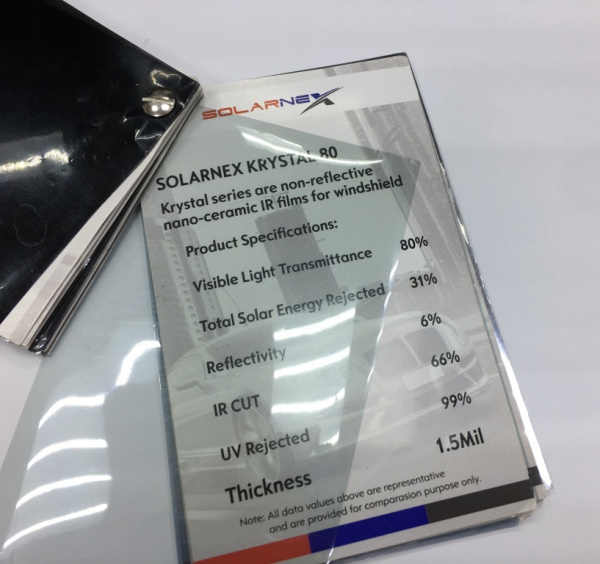 SOLARNEX
SOLARNEX KRYSTAL 80
Krystal series are non-reflective
nano-ceramic IR films for windshield
Product Specifications:
Visible Light Transmittance 80%
Total Solar Energy Rejected 31%
Reflectivity 6%
IR CUT 66%
UV Rejected 99%
Thickness 1.5Mil
Note: All data values above are representative
and are provided for comparasion purpose only.